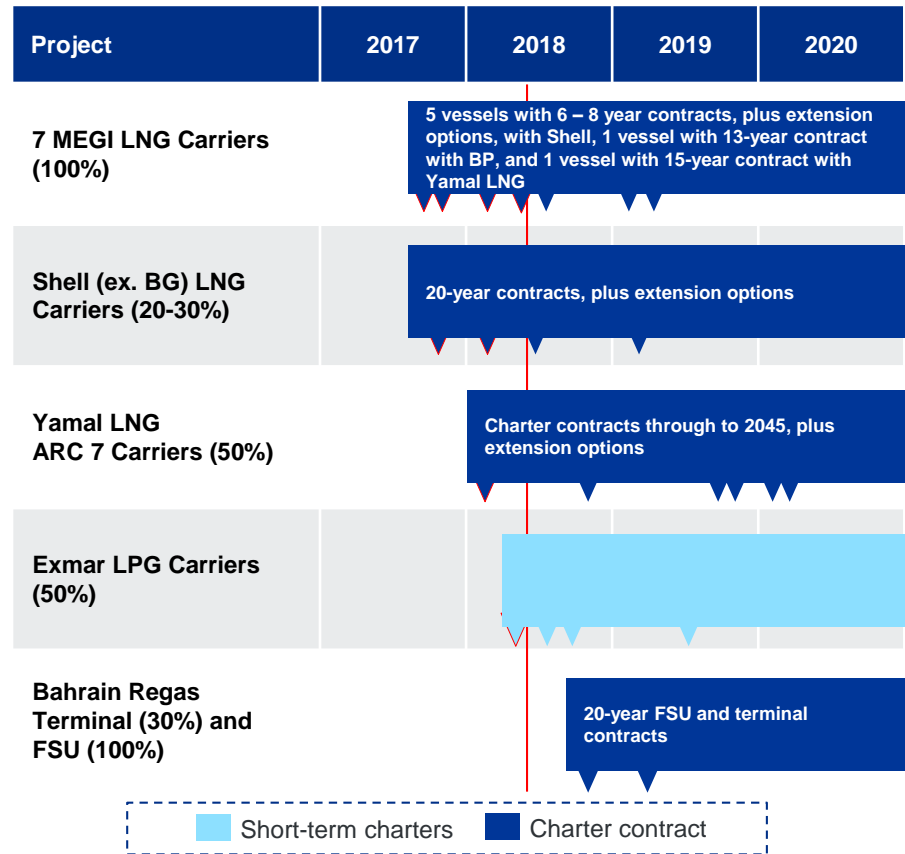 Project 2017 2018 2019 2020
7 MEGI LNG Carriers
(100%)
5 vessels with 6 – 8 year contracts, plus extension
options, with Shell, 1 vessel with 13-year contract
with BP, and 1 vessel with 15-year contract with
Yamal LNG
Shell (ex. BG) LNG
Carriers (20-30%)
20-year contracts, plus extension options
Yamal LNG
ARC 7 Carriers (50%)
Charter contracts through to 2045, plus
extension options
Exmar LPG Carriers
(50%)
Bahrain Regas
Terminal (30%) and
FSU (100%)
20-year FSU and terminal
contracts
Short-term charters Charter contract